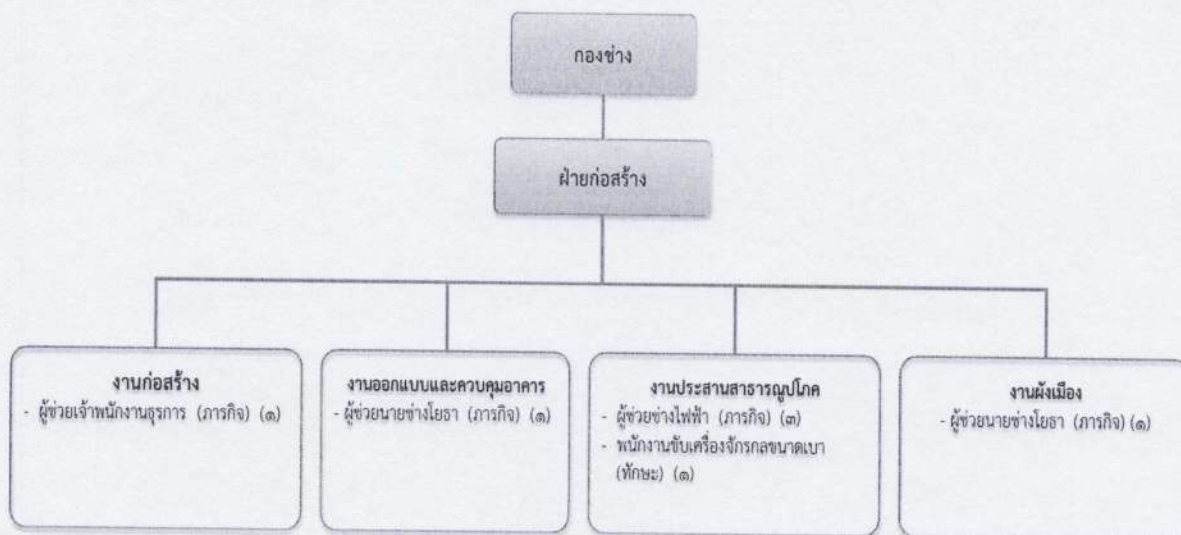 กองช่าง
ฝ่ายก่อสร้าง
งานก่อสร้าง
- ผู้ช่วยเจ้าพนักงานธุรการ (ภารกิจ) (๑)
งานออกแบบและควบคุมอาคาร
- ผู้ช่วยนายช่างโยธา (ภารกิจ) (๑)
งานประสานสาธารณูปโภค
- ผู้ช่วยช่างไฟฟ้า (ภารกิจ) (๓)
- พนักงานขับเครื่องจักรกลขนาดเบา
(ทักษะ) (๑)
งานผังเมือง
- ผู้ช่วยนายช่างโยธา (ภารกิจ) (๑)